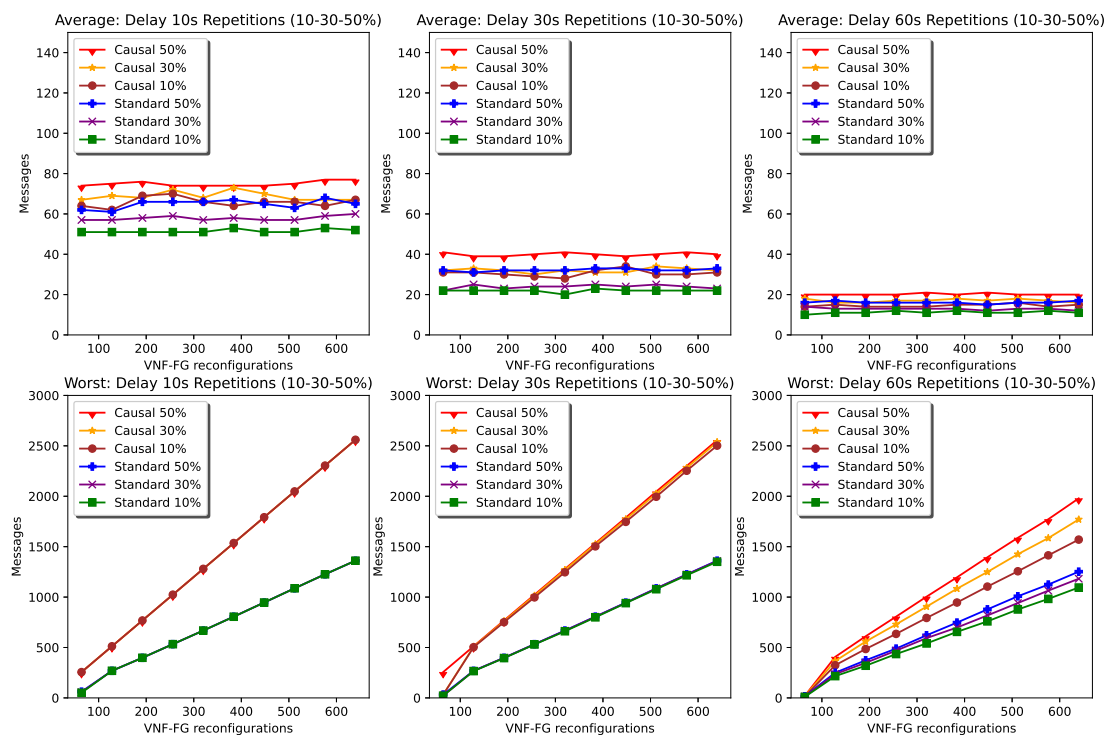 Average: Delay 10s Repetitions (10-30-50%)
140
120
100
80
60
40
20
0
Messages
Causal 50%
Causal 30%
Causal 10%
Standard 50%
Standard 30%
Standard 10%
100 200 300 400 500 600
VNF-FG reconfigurations
Average: Delay 30s Repetitions (10-30-50%)
140
120
100
80
60
40
20
0
Messages
Causal 50%
Causal 30%
Causal 10%
Standard 50%
Standard 30%
Standard 10%
100 200 300 400 500 600
VNF-FG reconfigurations
Average: Delay 60s Repetitions (10-30-50%)
140
120
100
80
60
40
20
0
Messages
Causal 50%
Causal 30%
Causal 10%
Standard 50%
Standard 30%
Standard 10%
100 200 300 400 500 600
VNF-FG reconfigurations
Worst: Delay 10s Repetitions (10-30-50%)
3000
2500
2000
1500
1000
500
0
Messages
Causal 50%
Causal 30%
Causal 10%
Standard 50%
Standard 30%
Standard 10%
100 200 300 400 500 600
VNF-FG reconfigurations
Worst: Delay 30s Repetitions (10-30-50%)
3000
2500
2000
1500
1000
500
0
Messages
Causal 50%
Causal 30%
Causal 10%
Standard 50%
Standard 30%
Standard 10%
100 200 300 400 500 600
VNF-FG reconfigurations
Worst: Delay 60s Repetitions (10-30-50%)
3000
2500
2000
1500
1000
500
0
Messages
Causal 50%
Causal 30%
Causal 10%
Standard 50%
Standard 30%
Standard 10%
100 200 300 400 500 600
VNF-FG reconfigurations